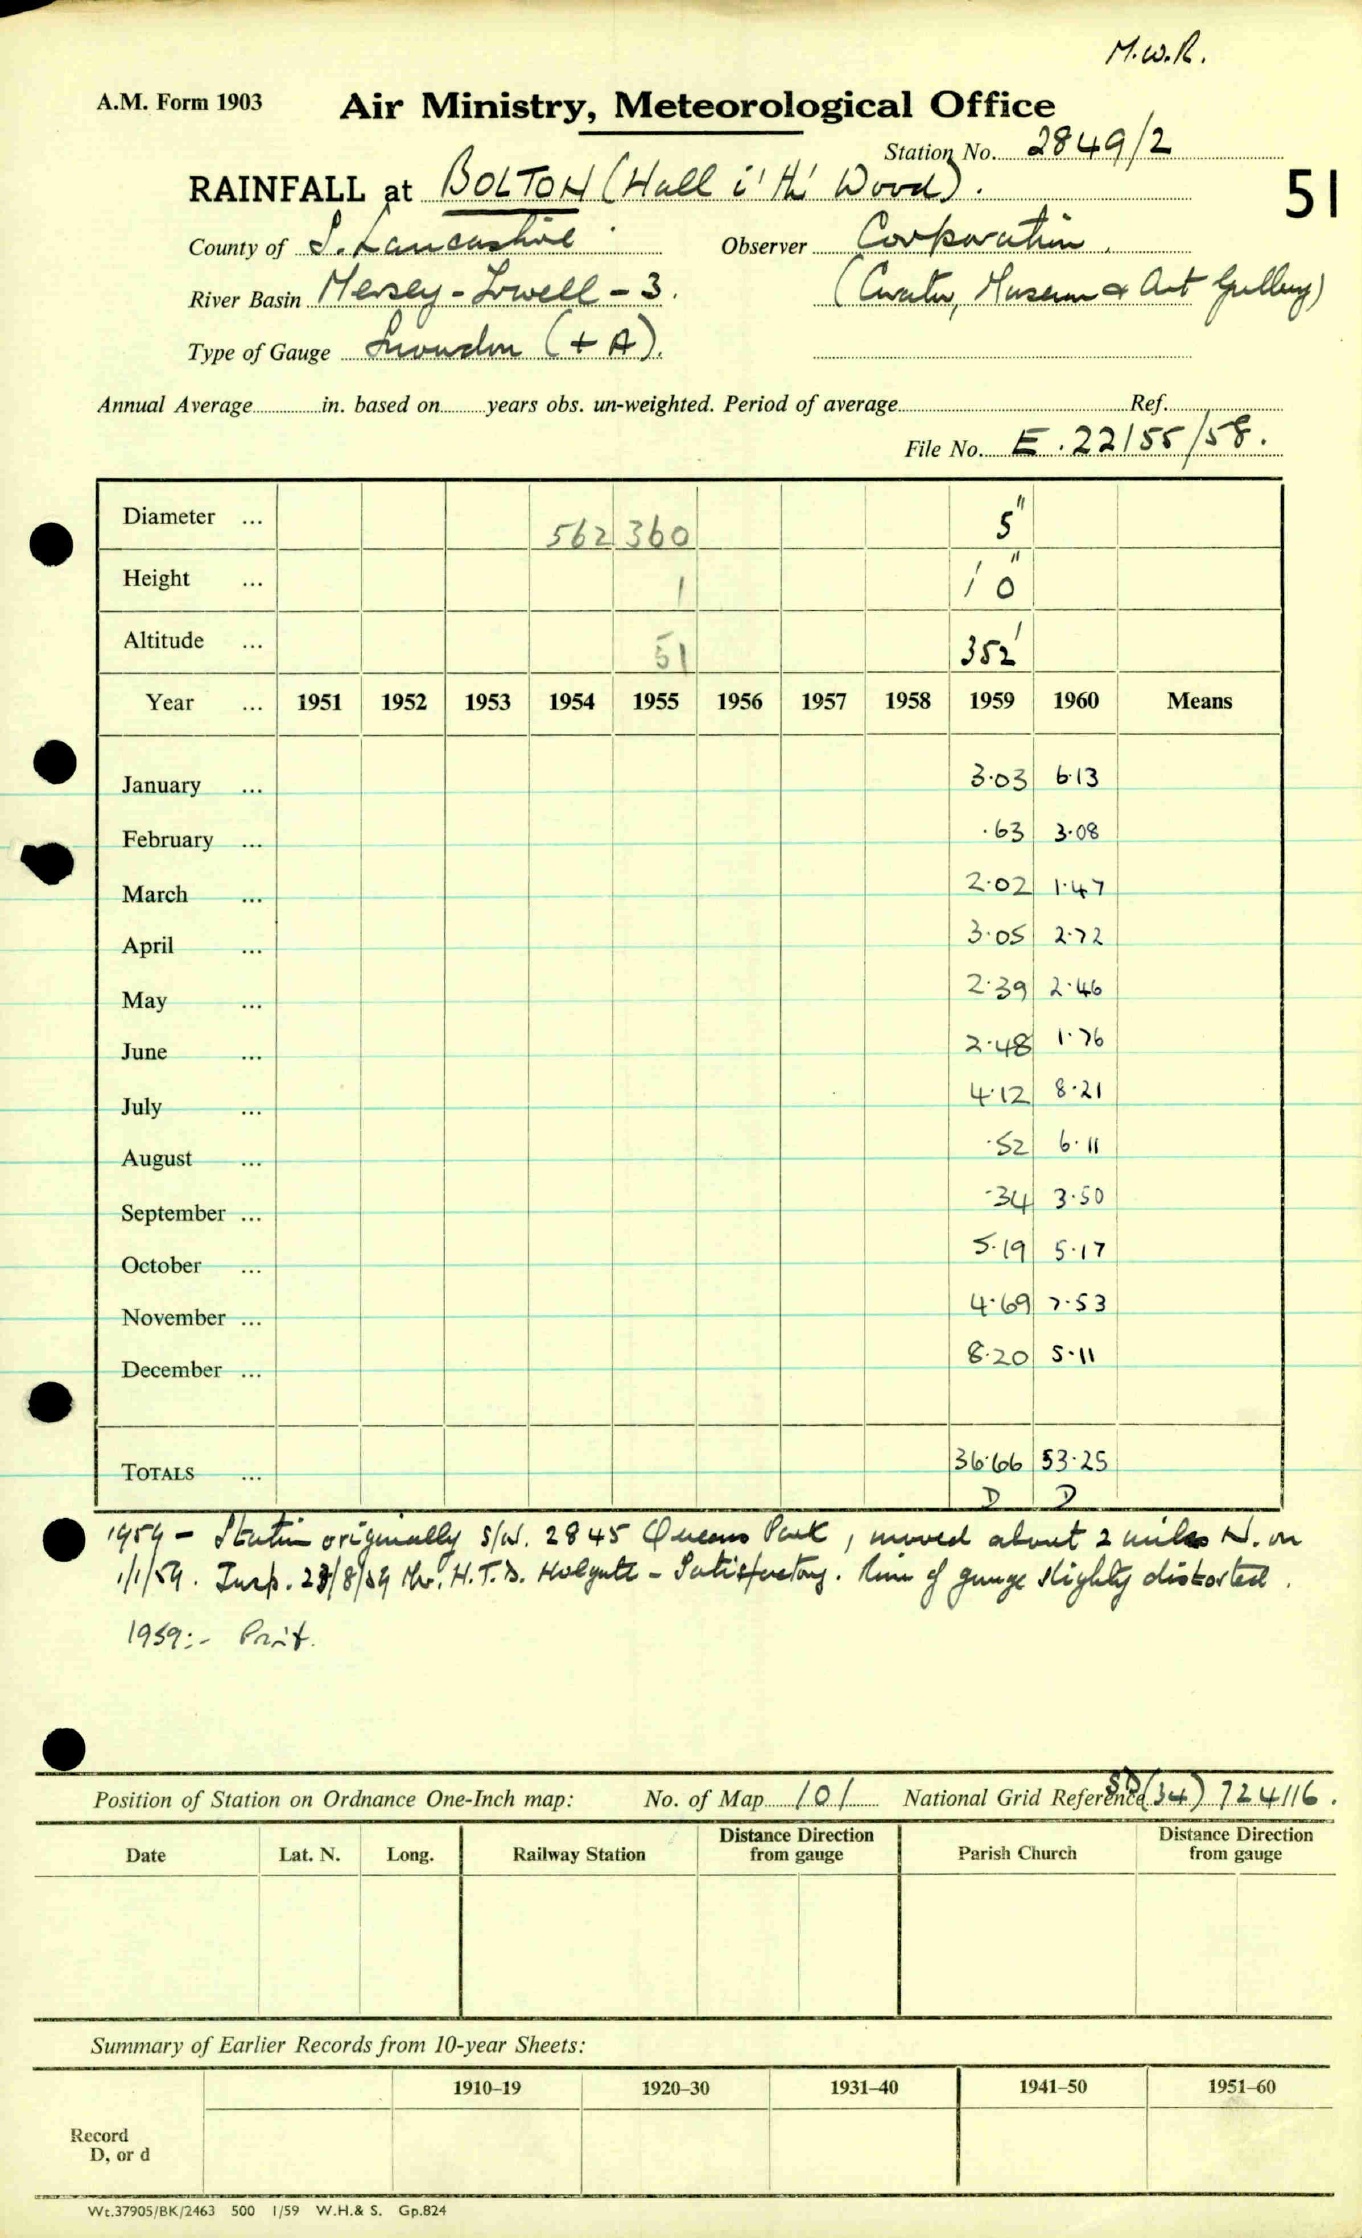 M.W.R.
A.M. Form 1903
Air Ministry, Meteorological Office
Station No. 2849/2
RAINFALL at BOLTON (Hall i' th' Wood).
51
County of S. Lancashire
Observer Corporation.
River Basin Mersey - Irwell - 3.
(Curator, Museum & Art Gallery)
Type of Gauge Snowdon (+ A).
Annual Average in. based on years obs. un-weighted. Period of average Ref.
File No. E.22155/58.
Diameter ... 562 360 5"
Height ... 1 1' 0"
Altitude ... 51 352'
Year ... 1951 1952 1953 1954 1955 1956 1957 1958 1959 1960 Means
January ... 3.03 6.13
February ... .63 3.08
March ... 2.02 1.47
April ... 3.05 2.72
May ... 2.39 2.46
June ... 2.48 1.76
July ... 4.12 8.21
August ... .52 6.11
September ... .34 3.50
October ... 5.19 5.17
November ... 4.69 7.53
December ... 8.20 5.11
TOTALS ... 36.66 53.25
D D
1959 - Station originally S/W. 2845 Queens Park, moved about 2 miles N. on
1/1/59. Insp. 28/8/59 Mr. H.T.D. Holgate - Satisfactory. Rim of gauge slightly distorted.
1959:- Print.
Position of Station on Ordnance One-Inch map: No. of Map 101 National Grid Reference SD (34) 724116.
Date Lat. N. Long. Railway Station Distance Direction from gauge Parish Church Distance Direction from gauge
Summary of Earlier Records from 10-year Sheets:
1910–19 1920–30 1931–40 1941–50 1951–60
Record
D, or d
Wt.37905/BK/2463 500 1/59 W.H.& S. Gp.824